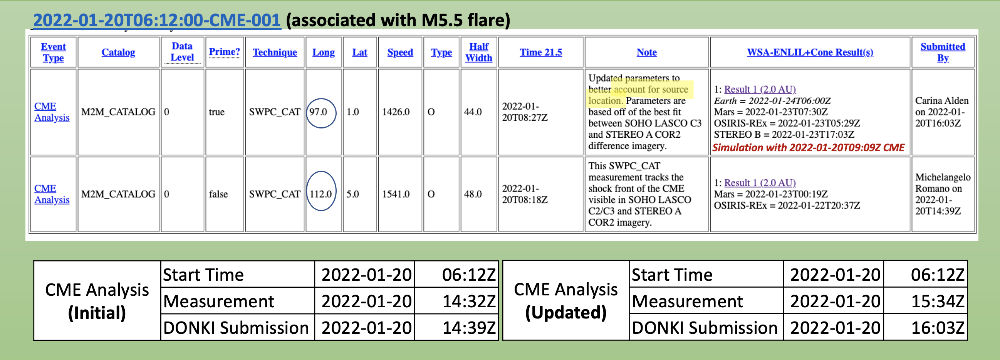 2022-01-20T06:12:00-CME-001 (associated with M5.5 flare)
Event Type
Catalog
Data Level
Prime?
Technique
Long
Lat
Speed
Type
Half Width
Time 21.5
Note
WSA-ENLIL+Cone Result(s)
Submitted By
CME
Analysis
M2M_CATALOG
0
true
SWPC_CAT
97.0
1.0
1426.0
O
44.0
2022-01-
20T08:27Z
Updated parameters to
better account for source
location. Parameters are
based off of the best fit
between SOHO LASCO C3
and STEREO A COR2
difference imagery.
1: Result 1 (2.0 AU)
Earth = 2022-01-24T06:00Z
Mars = 2022-01-23T07:30Z
OSIRIS-REx = 2022-01-23T05:29Z
STEREO B = 2022-01-23T17:03Z
Simulation with 2022-01-20T09:09Z CME
Carina Alden
on 2022-01-
20T16:03Z
CME
Analysis
M2M_CATALOG
0
false
SWPC_CAT
112.0
5.0
1541.0
O
48.0
2022-01-
20T08:18Z
This SWPC_CAT
measurement tracks the
shock front of the CME
visible in SOHO LASCO
C2/C3 and STEREO A
COR2 imagery.
1: Result 1 (2.0 AU)
Mars = 2022-01-23T00:19Z
OSIRIS-REx = 2022-01-22T20:37Z
Michelangelo
Romano on
2022-01-
20T14:39Z
CME Analysis
(Initial)
Start Time 2022-01-20 06:12Z
Measurement 2022-01-20 14:32Z
DONKI Submission 2022-01-20 14:39Z
CME Analysis
(Updated)
Start Time 2022-01-20 06:12Z
Measurement 2022-01-20 15:34Z
DONKI Submission 2022-01-20 16:03Z